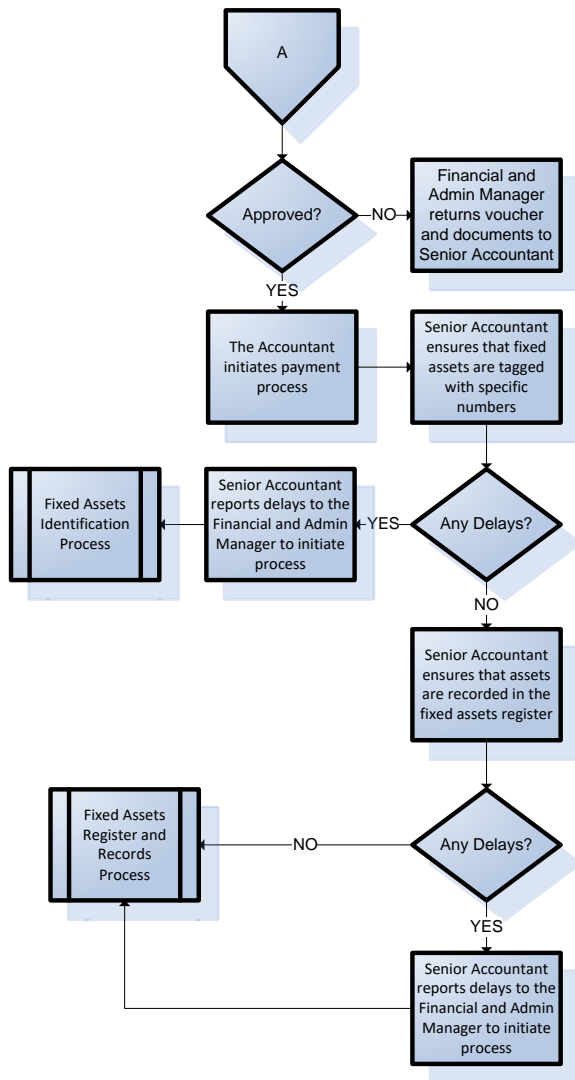 A
Approved?
NO
Financial and
Admin Manager
returns voucher
and documents to
Senior Accountant
YES
The Accountant
initiates payment
process
Senior Accountant
ensures that fixed
assets are tagged
with specific
numbers
Any Delays?
YES
Senior Accountant
reports delays to the
Financial and Admin
Manager to initiate
process
Fixed Assets
Identification
Process
NO
Senior Accountant
ensures that assets
are recorded in the
fixed assets register
Any Delays?
NO
Fixed Assets
Register and
Records
Process
YES
Senior Accountant
reports delays to the
Financial and Admin
Manager to initiate
process